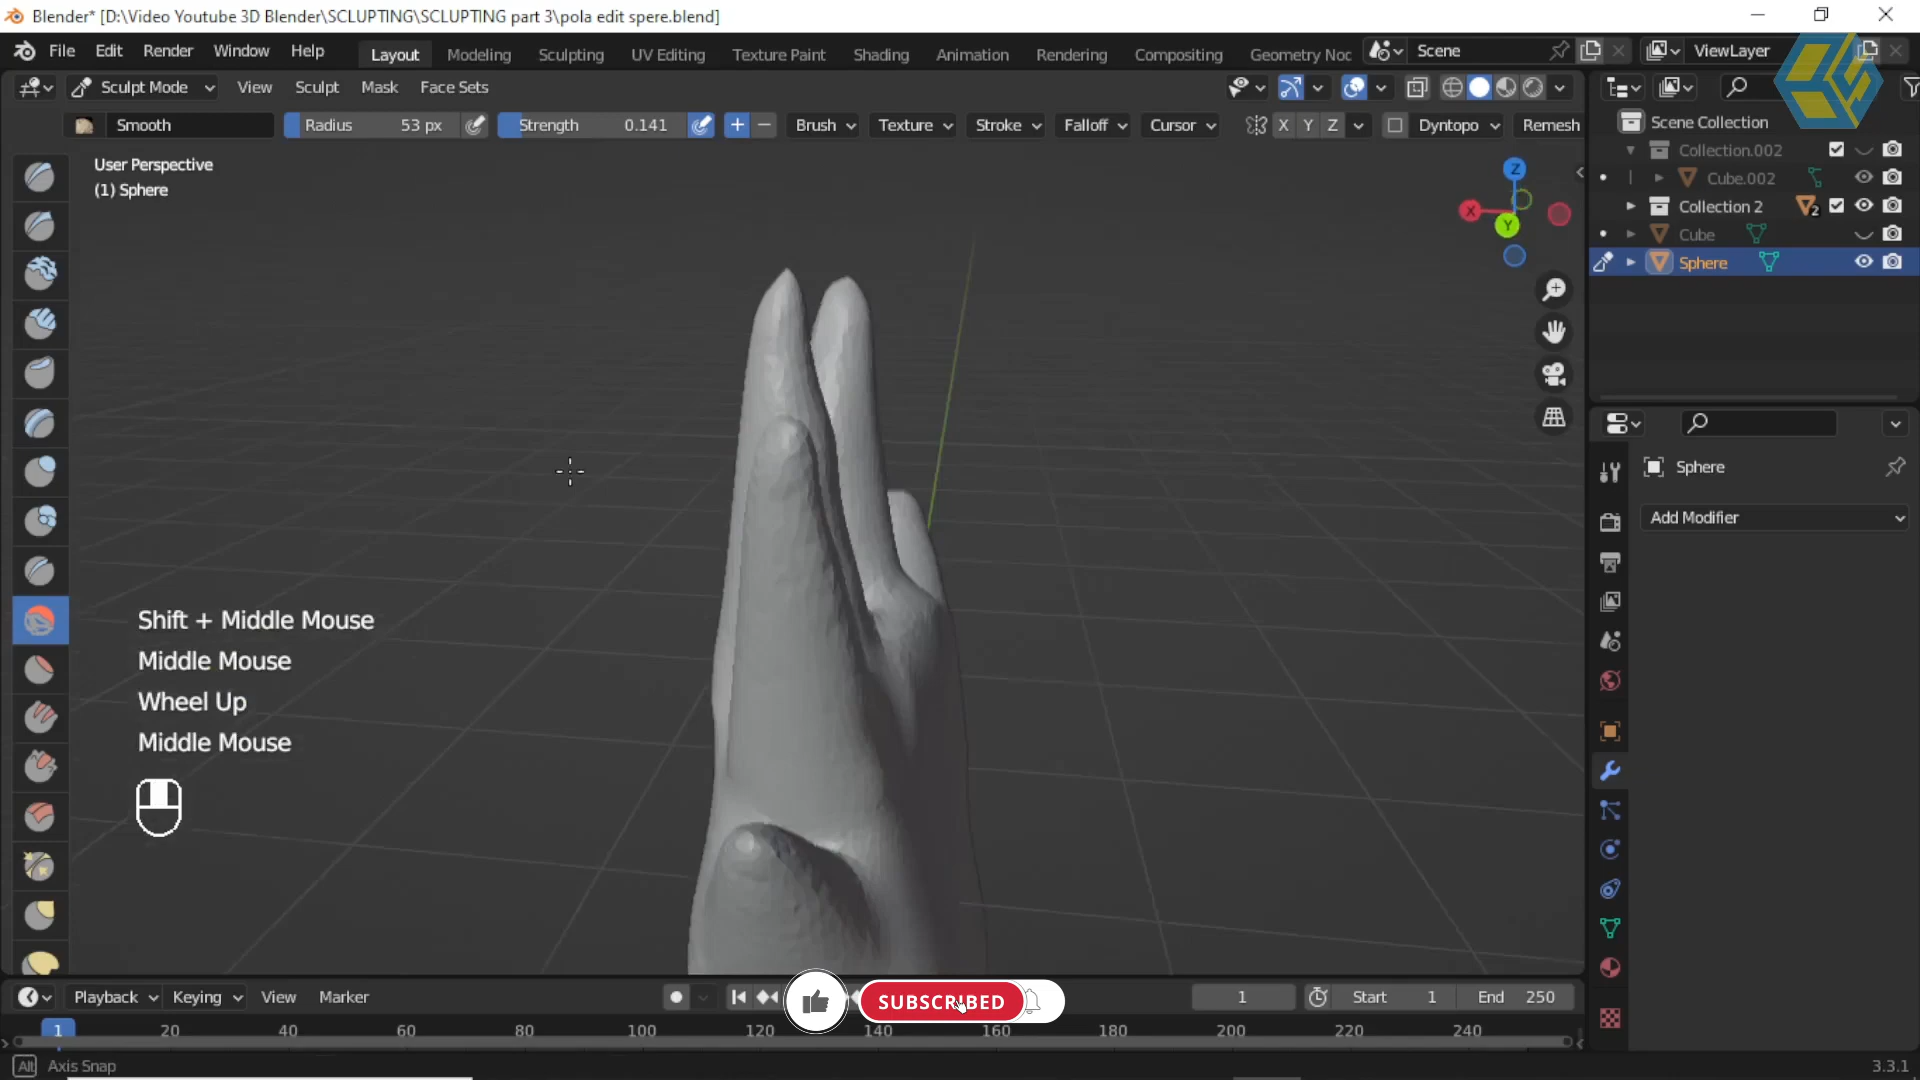 Blender* [D:\Video Youtube 3D Blender\SCLUPTING\SCLUPTING part 3\pola edit spere.blend]
File Edit Render Window Help Layout Modeling Sculpting UV Editing Texture Paint Shading Animation Rendering Compositing Geometry Noc Scene ViewLayer
Sculpt Mode View Sculpt Mask Face Sets
Smooth Radius 53 px Strength 0.141 Brush Texture Stroke Falloff Cursor X Y Z Dyntopo Remesh
User Perspective
(1) Sphere
Z
X
Y
Scene Collection
Collection.002
Cube.002
Collection 2 2
Cube
Sphere
Sphere
Add Modifier
Shift + Middle Mouse
Middle Mouse
Wheel Up
Middle Mouse
Playback Keying View Marker SUBSCRIBED 1 Start 1 End 250
1 20 40 60 80 100 120 140 160 180 200 220 240
Alt Axis Snap 3.3.1